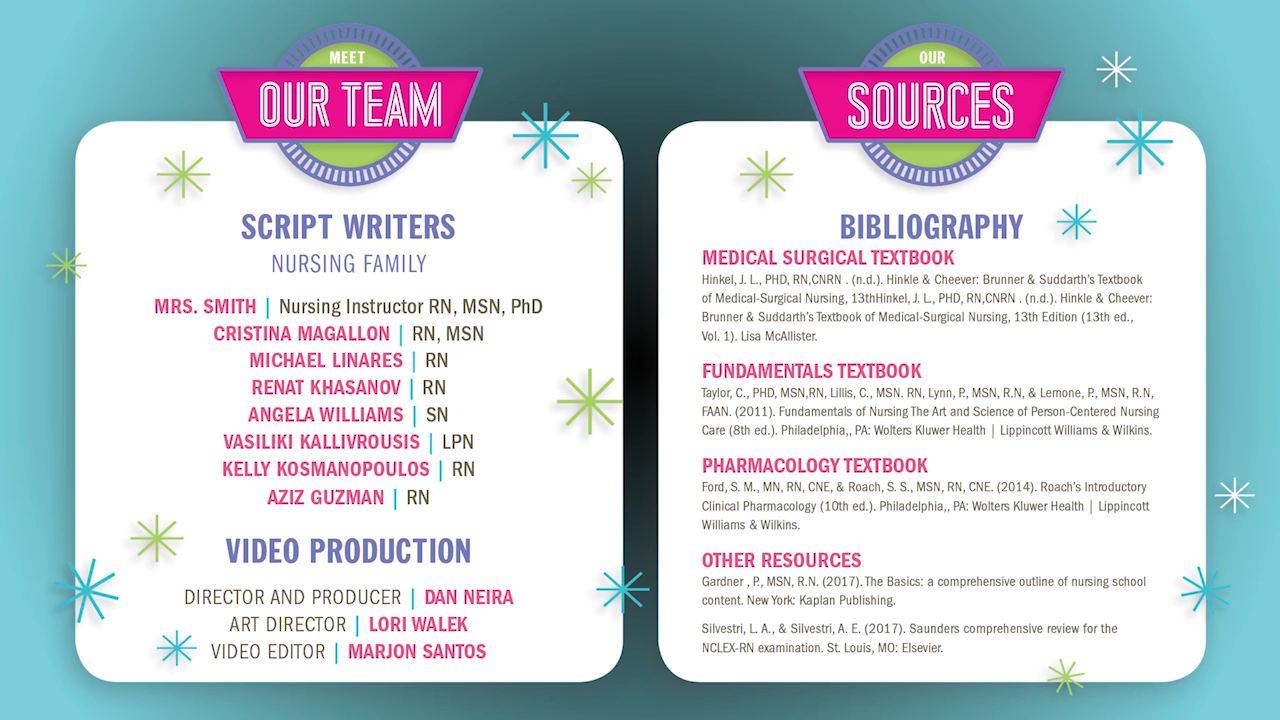 MEET
OUR TEAM
SCRIPT WRITERS
NURSING FAMILY
MRS. SMITH | Nursing Instructor RN, MSN, PhD
CRISTINA MAGALLON | RN, MSN
MICHAEL LINARES | RN
RENAT KHASANOV | RN
ANGELA WILLIAMS | SN
VASILIKI KALLIVROUSIS | LPN
KELLY KOSMANOPOULOS | RN
AZIZ GUZMAN | RN
VIDEO PRODUCTION
DIRECTOR AND PRODUCER | DAN NEIRA
ART DIRECTOR | LORI WALEK
VIDEO EDITOR | MARJON SANTOS
OUR
SOURCES
BIBLIOGRAPHY
MEDICAL SURGICAL TEXTBOOK
Hinkel, J. L., PHD, RN,CNRN . (n.d.). Hinkle & Cheever: Brunner & Suddarth's Textbook
of Medical-Surgical Nursing, 13thHinkel, J. L., PHD, RN,CNRN . (n.d.). Hinkle & Cheever:
Brunner & Suddarth's Textbook of Medical-Surgical Nursing, 13th Edition (13th ed.,
Vol. 1). Lisa McAllister.
FUNDAMENTALS TEXTBOOK
Taylor, C., PHD, MSN,RN, Lillis, C., MSN. RN, Lynn, P., MSN, R.N, & Lemone, P., MSN, R.N,
FAAN. (2011). Fundamentals of Nursing The Art and Science of Person-Centered Nursing
Care (8th ed.). Philadelphia,, PA: Wolters Kluwer Health | Lippincott Williams & Wilkins.
PHARMACOLOGY TEXTBOOK
Ford, S. M., MN, RN, CNE, & Roach, S. S., MSN, RN, CNE. (2014). Roach's Introductory
Clinical Pharmacology (10th ed.). Philadelphia,, PA: Wolters Kluwer Health | Lippincott
Williams & Wilkins.
OTHER RESOURCES
Gardner , P., MSN, R.N. (2017). The Basics: a comprehensive outline of nursing school
content. New York: Kaplan Publishing.
Silvestri, L. A., & Silvestri, A. E. (2017). Saunders comprehensive review for the
NCLEX-RN examination. St. Louis, MO: Elsevier.